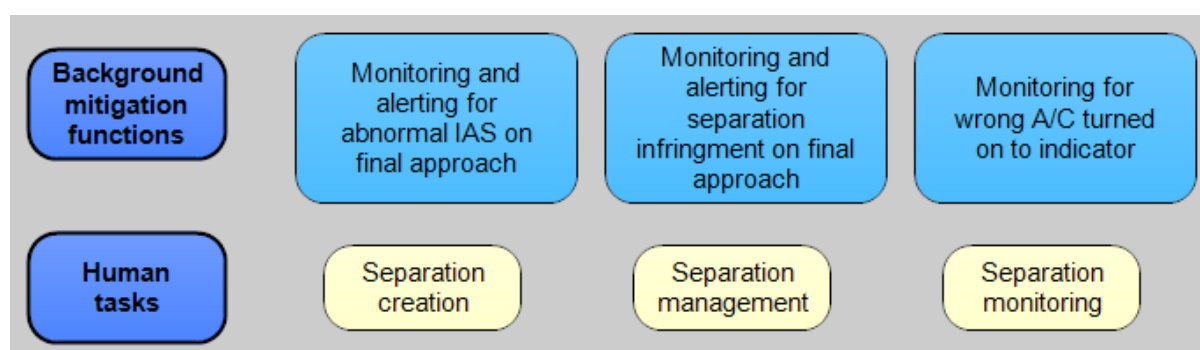 Background
mitigation
functions
Monitoring and
alerting for
abnormal IAS on
final approach
Monitoring and
alerting for
separation
infringment on final
approach
Monitoring for
wrong A/C turned
on to indicator
Human
tasks
Separation
creation
Separation
management
Separation
monitoring